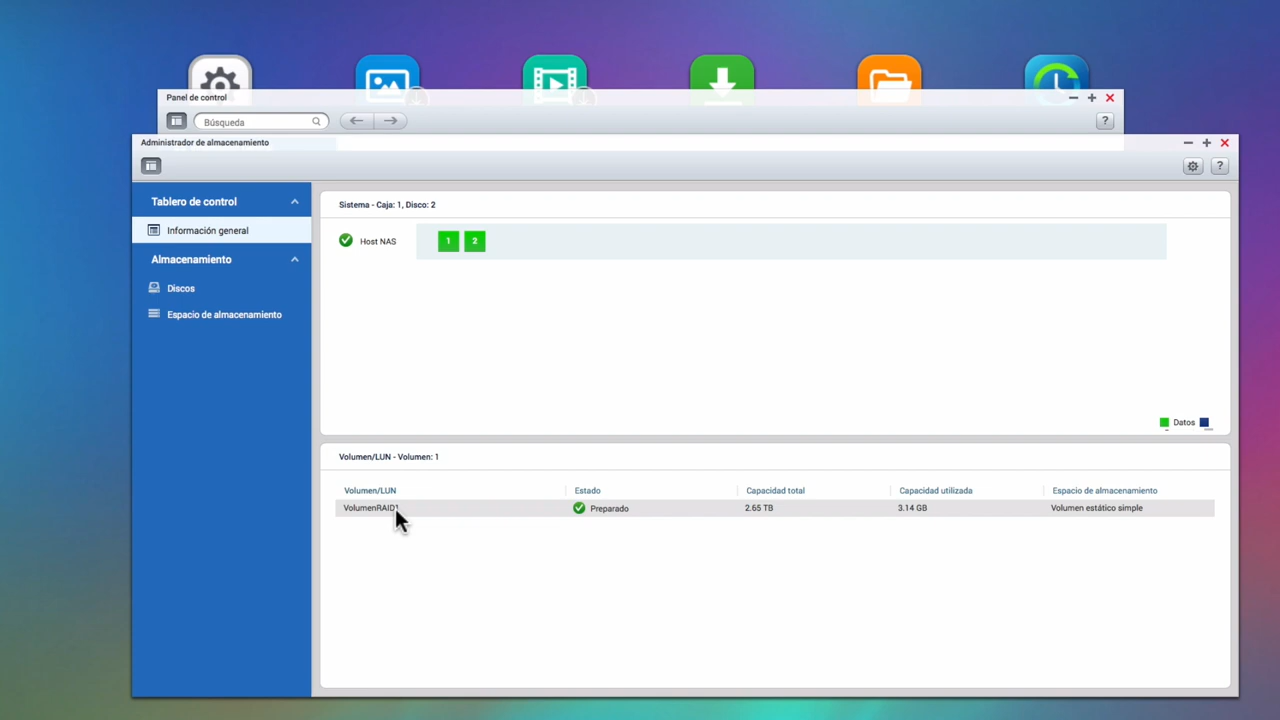 Panel de control
Búsqueda
?
Administrador de almacenamiento
?
Tablero de control
Información general
Almacenamiento
Discos
Espacio de almacenamiento
Sistema - Caja: 1, Disco: 2
Host NAS 1 2
Datos
Volumen/LUN - Volumen: 1
Volumen/LUN Estado Capacidad total Capacidad utilizada Espacio de almacenamiento
VolumenRAID1 Preparado 2.65 TB 3.14 GB Volumen estático simple